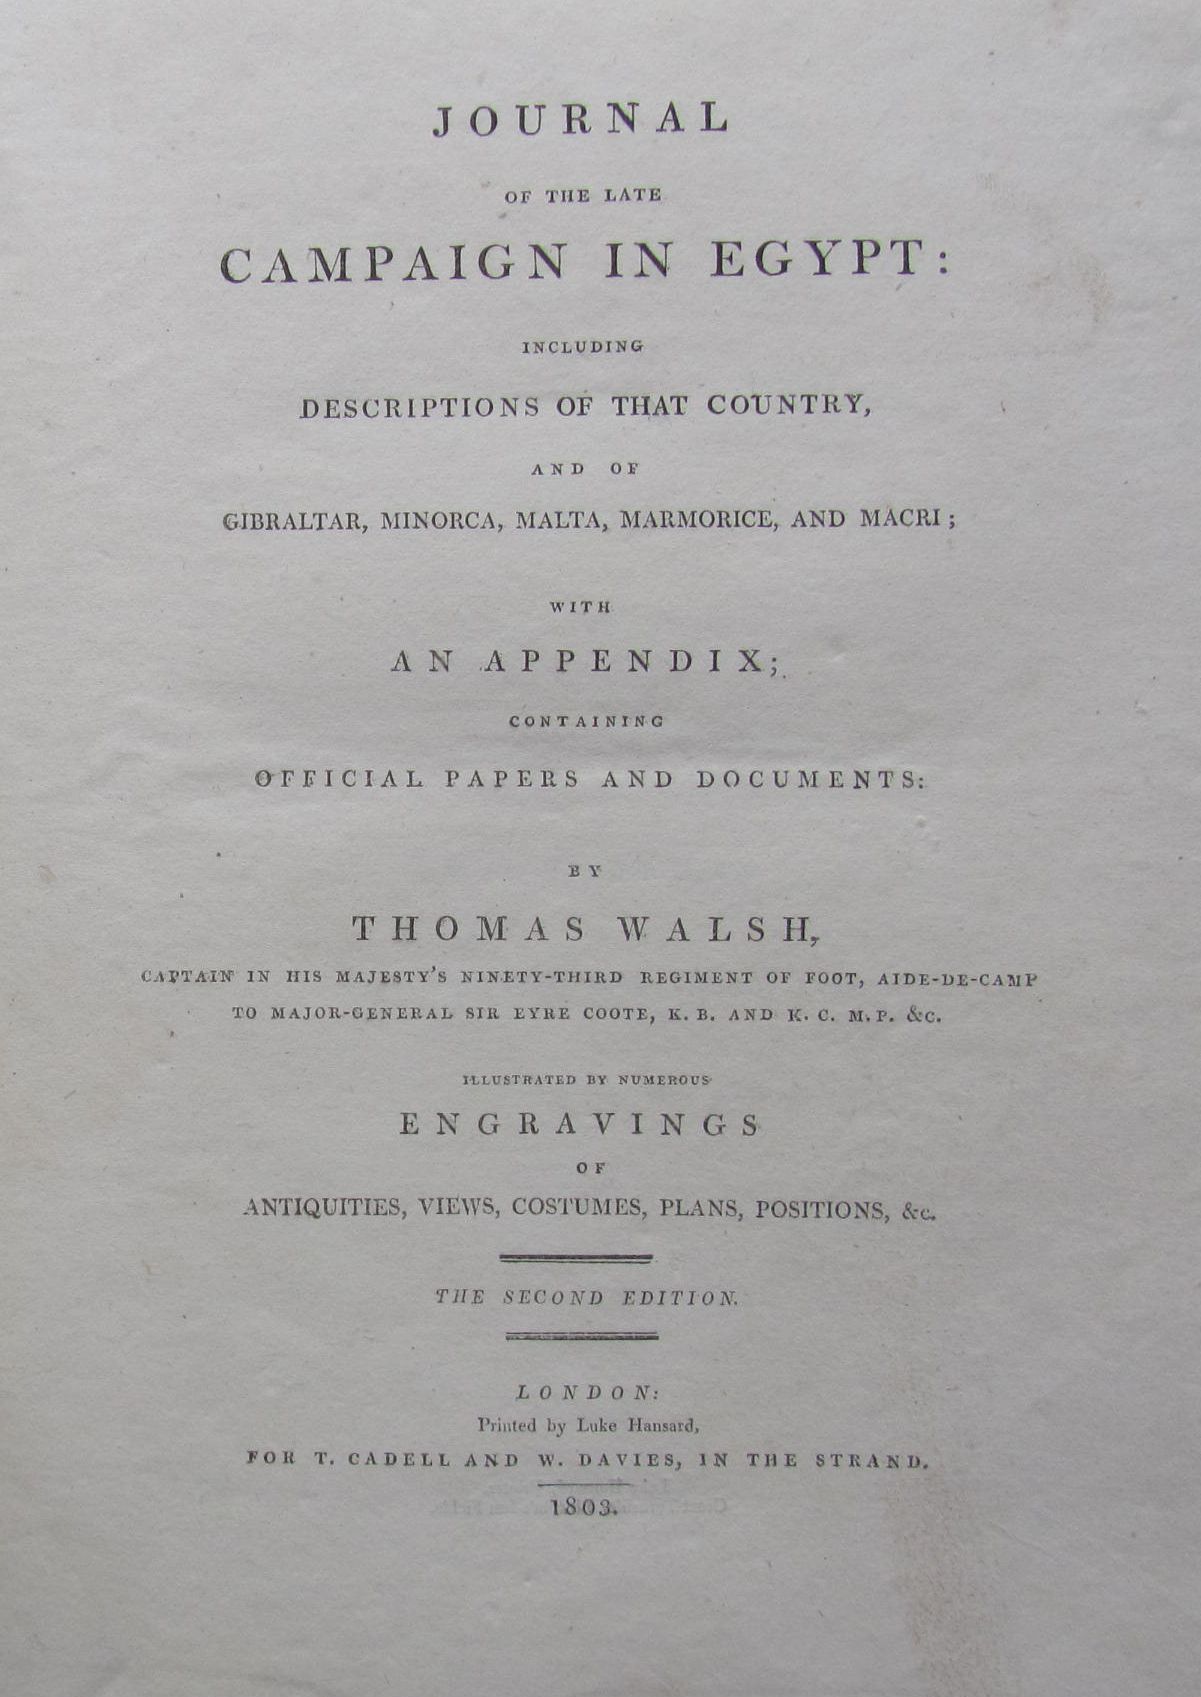 JOURNAL
OF THE LATE
CAMPAIGN IN EGYPT:
INCLUDING
DESCRIPTIONS OF THAT COUNTRY,
AND OF
GIBRALTAR, MINORCA, MALTA, MARMORICE, AND MACRI;
WITH
AN APPENDIX;
CONTAINING
OFFICIAL PAPERS AND DOCUMENTS:
BY
THOMAS WALSH,
CAPTAIN IN HIS MAJESTY'S NINETY-THIRD REGIMENT OF FOOT, AIDE-DE-CAMP
TO MAJOR-GENERAL SIR EYRE COOTE, K. B. AND K. C. M. P. &c.
ILLUSTRATED BY NUMEROUS
ENGRAVINGS
OF
ANTIQUITIES, VIEWS, COSTUMES, PLANS, POSITIONS, &c.
THE SECOND EDITION.
LONDON:
Printed by Luke Hansard,
FOR T. CADELL AND W. DAVIES, IN THE STRAND.
1803.